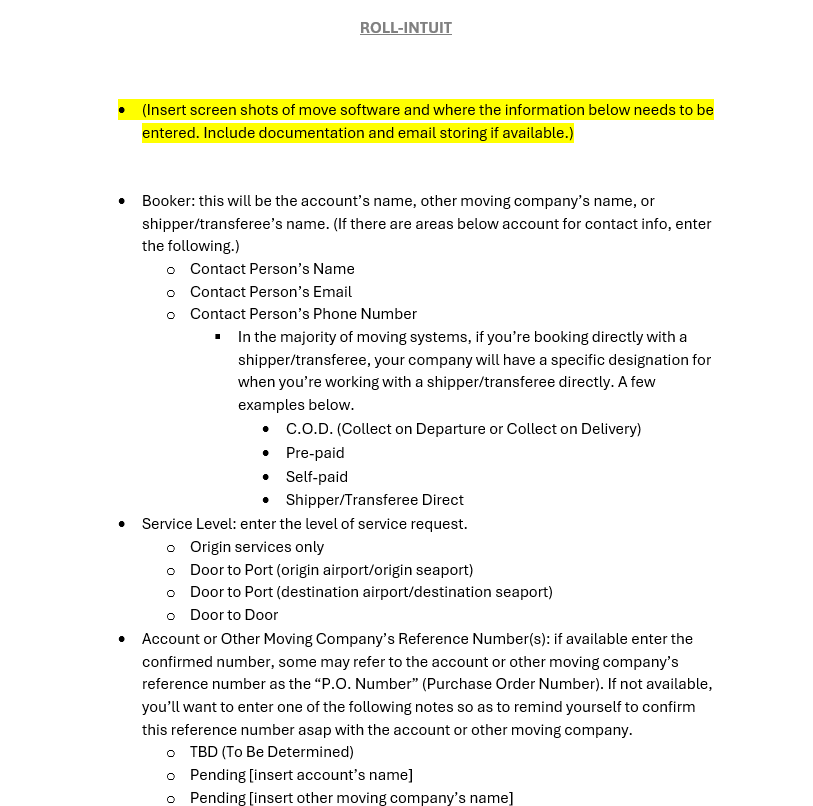 ROLL-INTUIT
• (Insert screen shots of move software and where the information below needs to be
entered. Include documentation and email storing if available.)
• Booker: this will be the account’s name, other moving company’s name, or
shipper/transferee’s name. (If there are areas below account for contact info, enter
the following.)
o Contact Person’s Name
o Contact Person’s Email
o Contact Person’s Phone Number
▪ In the majority of moving systems, if you’re booking directly with a
shipper/transferee, your company will have a specific designation for
when you’re working with a shipper/transferee directly. A few
examples below.
• C.O.D. (Collect on Departure or Collect on Delivery)
• Pre-paid
• Self-paid
• Shipper/Transferee Direct
• Service Level: enter the level of service request.
o Origin services only
o Door to Port (origin airport/origin seaport)
o Door to Port (destination airport/destination seaport)
o Door to Door
• Account or Other Moving Company’s Reference Number(s): if available enter the
confirmed number, some may refer to the account or other moving company’s
reference number as the “P.O. Number” (Purchase Order Number). If not available,
you’ll want to enter one of the following notes so as to remind yourself to confirm
this reference number asap with the account or other moving company.
o TBD (To Be Determined)
o Pending [insert account’s name]
o Pending [insert other moving company’s name]